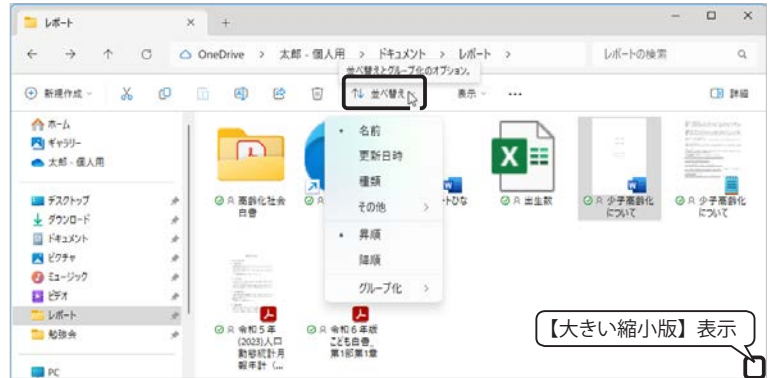 レポート
OneDrive > 太郎 - 個人用 > ドキュメント > レポート >
レポートの検索
並べ替えとグループ化のオプション。
新規作成
並べ替え
表示
...
詳細
ホーム
ギャラリー
太郎 - 個人用
デスクトップ
ダウンロード
ドキュメント
ピクチャ
ミュージック
ビデオ
レポート
勉強会
PC
名前
更新日時
種類
その他 >
昇順
降順
グループ化 >
高齢化社会
白書
トひな
出生数
少子高齢化
について
少子高齢化
について
令和5年
(2023)人口
動態統計月
報年計 (...
令和6年版
こども白書_
第1部第1章
【大きい縮小版】表示